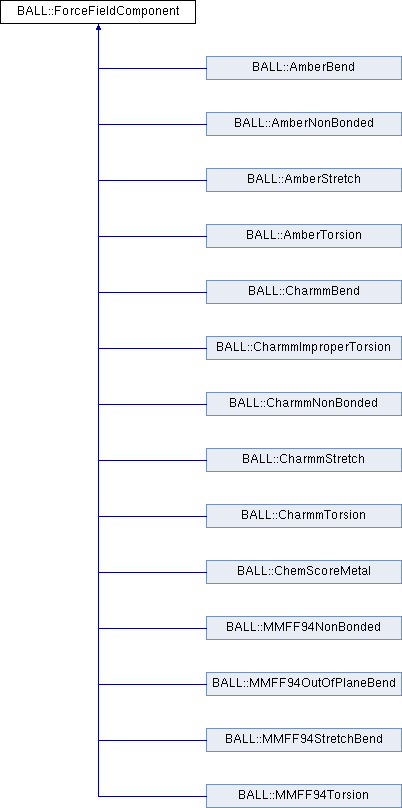 BALL::ForceFieldComponent
BALL::AmberBend
BALL::AmberNonBonded
BALL::AmberStretch
BALL::AmberTorsion
BALL::CharmmBend
BALL::CharmmImproperTorsion
BALL::CharmmNonBonded
BALL::CharmmStretch
BALL::CharmmTorsion
BALL::ChemScoreMetal
BALL::MMFF94NonBonded
BALL::MMFF94OutOfPlaneBend
BALL::MMFF94StretchBend
BALL::MMFF94Torsion